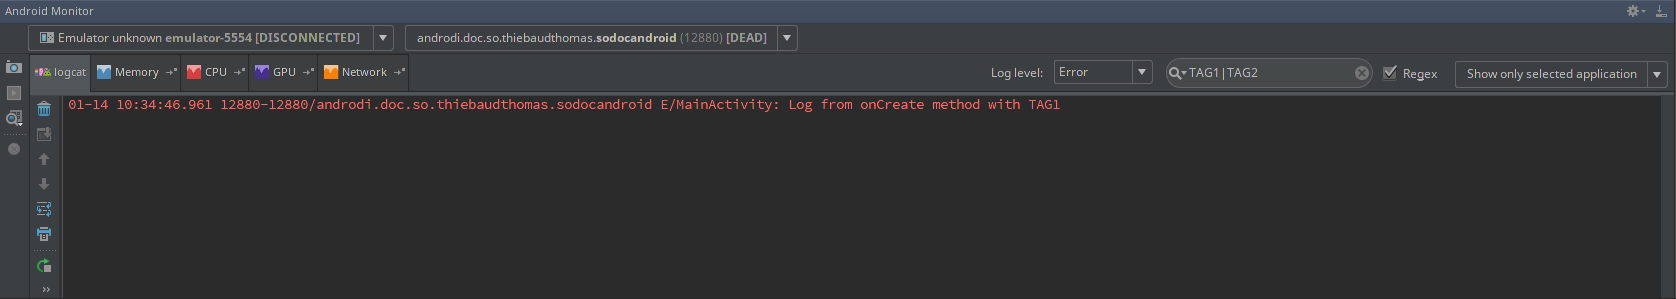 Android Monitor
Emulator unknown emulator-5554 [DISCONNECTED] androdi.doc.so.thiebaudthomas.sodocandroid (12880) [DEAD]
logcat Memory CPU GPU Network Log level: Error TAG1|TAG2 Regex Show only selected application
01-14 10:34:46.961 12880-12880/androdi.doc.so.thiebaudthomas.sodocandroid E/MainActivity: Log from onCreate method with TAG1